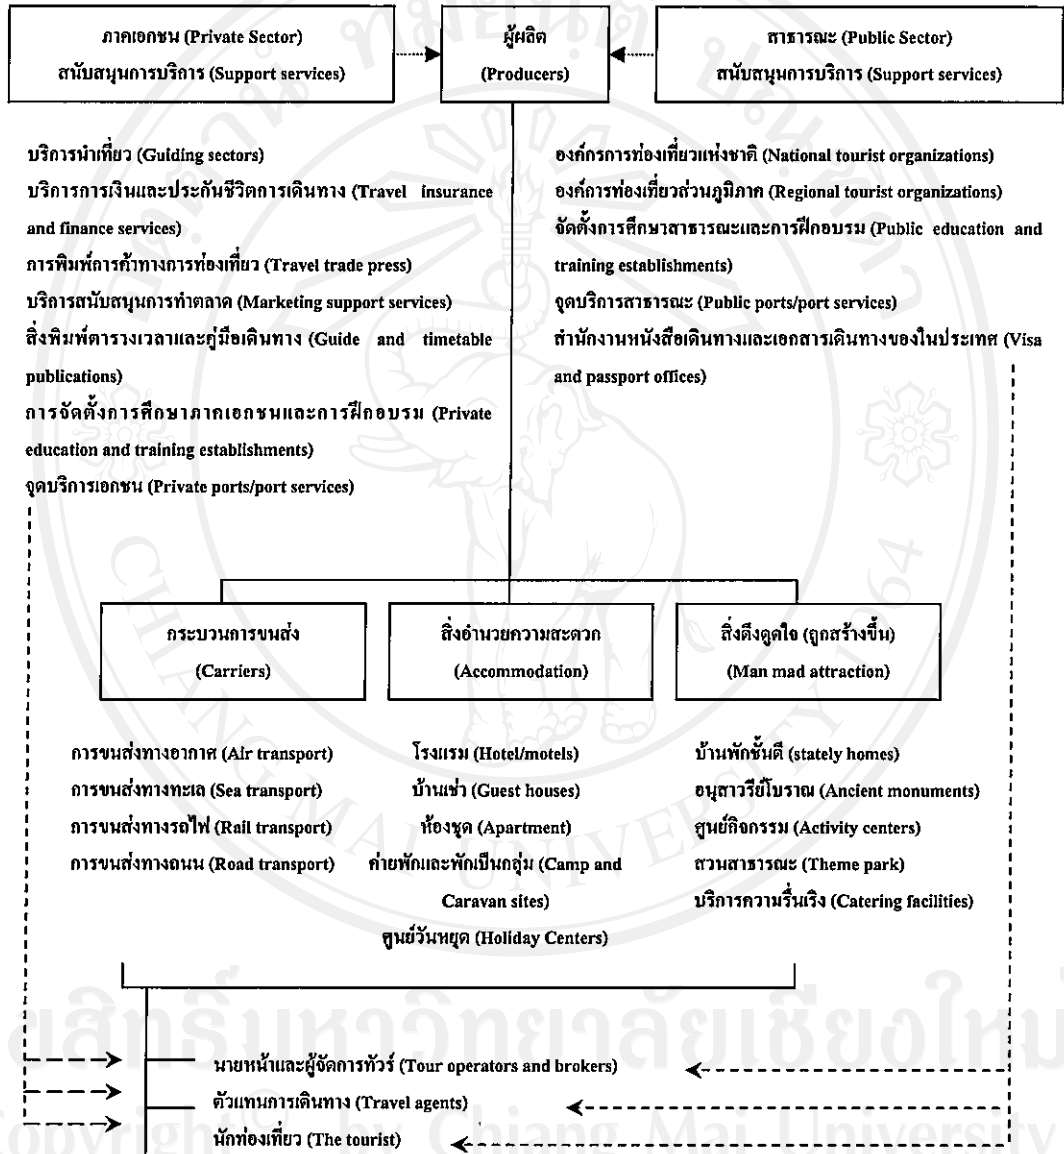 ภาคเอกชน (Private Sector)
สนับสนุนการบริการ (Support services)
ผู้ผลิต
(Producers)
สาธารณะ (Public Sector)
สนับสนุนการบริการ (Support services)
บริการนำเที่ยว (Guiding sectors)
บริการการเงินและประกันชีวิตการเดินทาง (Travel insurance
and finance services)
การพิมพ์การค้าทางการท่องเที่ยว (Travel trade press)
บริการสนับสนุนการทำตลาด (Marketing support services)
สิ่งพิมพ์ตารางเวลาและคู่มือเดินทาง (Guide and timetable
publications)
การจัดตั้งการศึกษาภาคเอกชนและการฝึกอบรม (Private
education and training establishments)
จุดบริการเอกชน (Private ports/port services)
องค์กรการท่องเที่ยวแห่งชาติ (National tourist organizations)
องค์การท่องเที่ยวส่วนภูมิภาค (Regional tourist organizations)
จัดตั้งการศึกษาสาธารณะและการฝึกอบรม (Public education and
training establishments)
จุดบริการสาธารณะ (Public ports/port services)
สำนักงานหนังสือเดินทางและเอกสารเดินทางของในประเทศ (Visa
and passport offices)
กระบวนการขนส่ง
(Carriers)
สิ่งอำนวยความสะดวก
(Accommodation)
สิ่งดึงดูดใจ (ถูกสร้างขึ้น)
(Man mad attraction)
การขนส่งทางอากาศ (Air transport)
การขนส่งทางทะเล (Sea transport)
การขนส่งทางรถไฟ (Rail transport)
การขนส่งทางถนน (Road transport)
โรงแรม (Hotel/motels)
บ้านเช่า (Guest houses)
ห้องชุด (Apartment)
ค่ายพักและพักเป็นกลุ่ม (Camp and
Caravan sites)
ศูนย์วันหยุด (Holiday Centers)
บ้านพักชั้นดี (stately homes)
อนุสาวรีย์โบราณ (Ancient monuments)
ศูนย์กิจกรรม (Activity centers)
สวนสาธารณะ (Theme park)
บริการความรื่นเริง (Catering facilities)
นายหน้าและผู้จัดการทัวร์ (Tour operators and brokers)
ตัวแทนการเดินทาง (Travel agents)
นักท่องเที่ยว (The tourist)
CHIANG MAI UNIVERSITY 1964
สิทธิ์มหาวิทยาลัยเชียงใหม่
Copyright © by Chiang Mai University